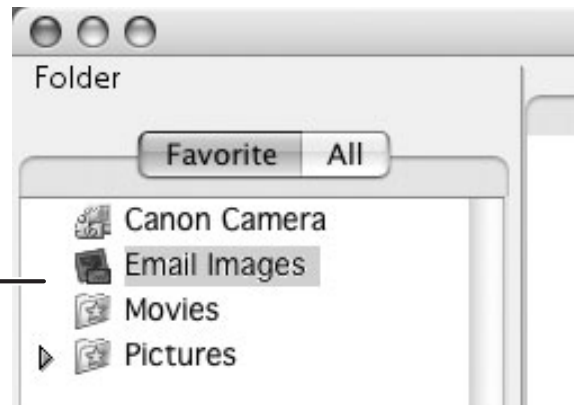 Folder
Favorite All
Canon Camera
Email Images
Movies
Pictures